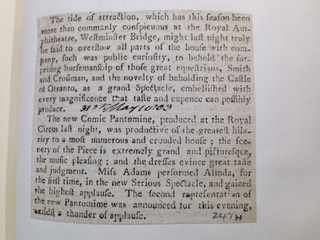 The tide of attraction, which has this season been
more than commonly conspicuous at the Royal Am-
phitheatre, Westminster Bridge, might last night truly
be said to overflow all parts of the house with com-
pany, such was public curiosity, to behold the sur-
prising horsemanship of those great equestrians, Smith
and Crossman, and the novelty of beholding the Castle
of Otranto, as a grand Spectacle, embellished with
every magnificence that taste and expence can possibly
produce. May 1803
The new Comic Pantomime, produced at the Royal
Circus last night, was productive of the greatest hila-
rity to a most numerous and crouded house; the sce-
nery of the Piece is extremely grand and picturesque,
the music pleasing; and the dresses evince great taste
and judgment. Miss Adams performed Alinda, for
the first time, in the new Serious Spectacle, and gained
the highest applause. The second representation of
the new Pantomime was announced for this evening,
amidst a thunder of applause.